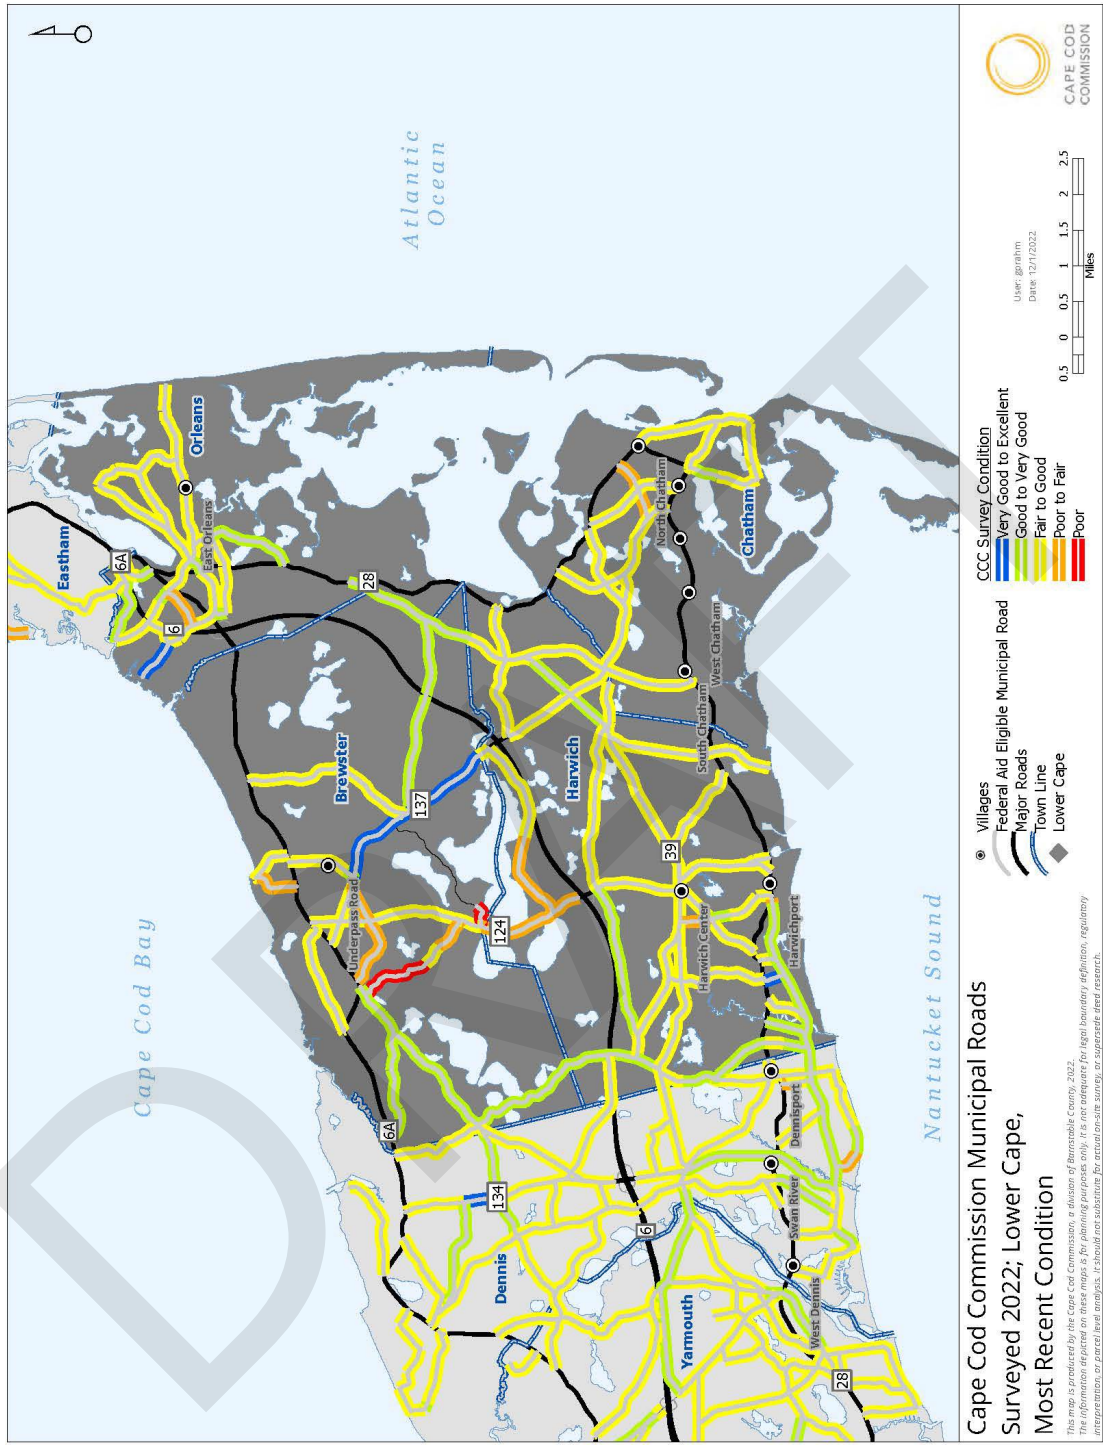 DRAFT
Atlantic
Ocean
Cape Cod Bay
Nantucket Sound
Eastham
Orleans
East Orleans
6A
6
28
Brewster
137
Underpass Road
124
Harwich
39
Harwich Center
Harwichport
South Chatham
West Chatham
North Chatham
Chatham
6A
134
Dennis
6
Dennisport
Swan River
West Dennis
Yarmouth
28
Cape Cod Commission Municipal Roads
Surveyed 2022; Lower Cape,
Most Recent Condition
This map is produced by the Cape Cod Commission, a division of Barnstable County, 2022.
The information depicted on these maps is for planning purposes only. It is not adequate for legal boundary definition, regulatory
interpretation, or parcel level analysis. It should not substitute for actual on-site survey, or supersede deed research.
Villages
Federal Aid Eligible Municipal Road
Major Roads
Town Line
Lower Cape
CCC Survey Condition
Very Good to Excellent
Good to Very Good
Fair to Good
Poor to Fair
Poor
User: gprahm
Date: 12/1/2022
0.5 0 0.5 1 1.5 2 2.5
Miles
CAPE COD
COMMISSION